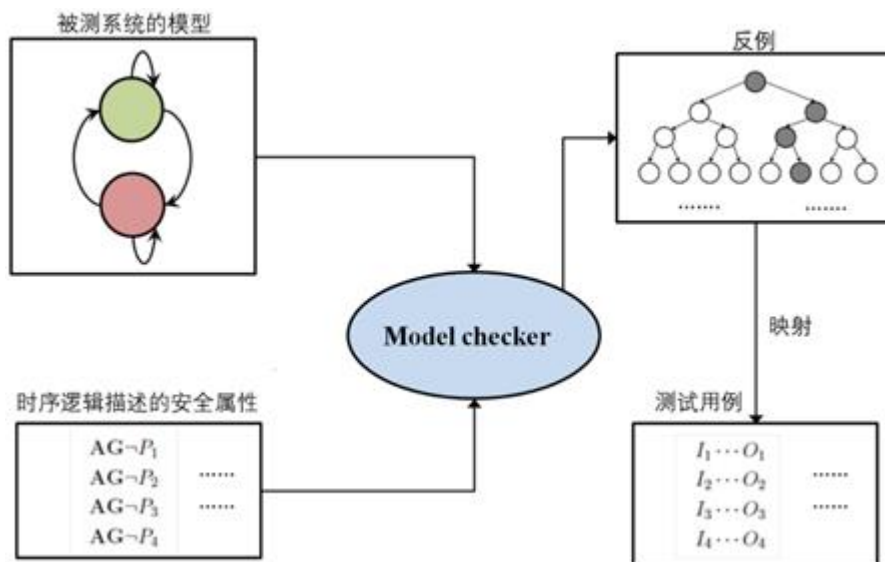 被测系统的模型
反例
.......
.......
Model checker
映射
时序逻辑描述的安全属性
AG¬P₁
AG¬P₂ ······
AG¬P₃ ······
AG¬P₄
测试用例
I₁ ··· O₁
I₂ ··· O₂ ······
I₃ ··· O₃ ······
I₄ ··· O₄